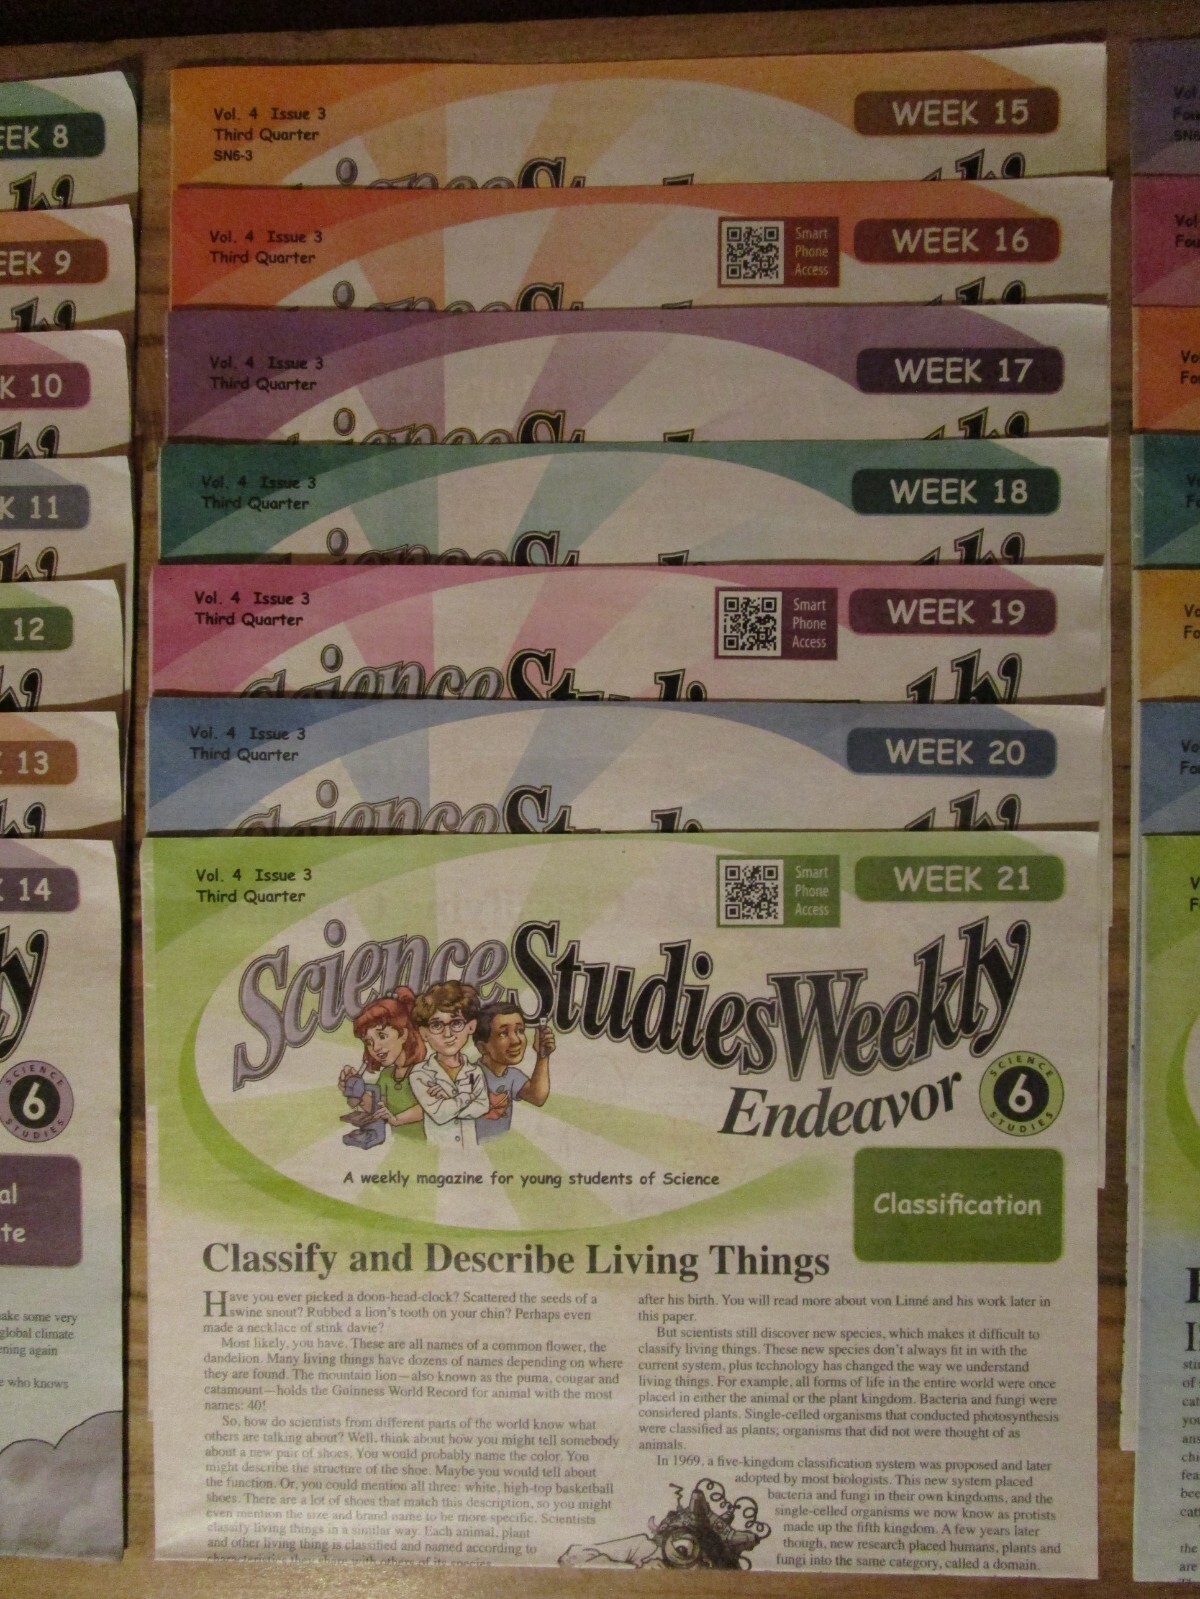 EEK 8
EEK 9
K 10
K 11
12
13
14
ly
SCIENCE
6
STUDIES
al
te
ake some very
global climate
ening again
e who knows
Vol. 4 Issue 3
Third Quarter
SN6-3
WEEK 15
Vol. 4 Issue 3
Third Quarter
Smart
Phone
Access
WEEK 16
Vol. 4 Issue 3
Third Quarter
WEEK 17
Vol. 4 Issue 3
Third Quarter
WEEK 18
Vol. 4 Issue 3
Third Quarter
Smart
Phone
Access
WEEK 19
Vol. 4 Issue 3
Third Quarter
WEEK 20
Vol. 4 Issue 3
Third Quarter
Smart
Phone
Access
WEEK 21
Science Studies Weekly
Endeavor
SCIENCE
6
STUDIES
A weekly magazine for young students of Science
Classification
Classify and Describe Living Things
Have you ever picked a doon-head-clock? Scattered the seeds of a
swine snout? Rubbed a lion's tooth on your chin? Perhaps even
made a necklace of stink davie?
Most likely, you have. These are all names of a common flower, the
dandelion. Many living things have dozens of names depending on where
they are found. The mountain lion—also known as the puma, cougar and
catamount—holds the Guinness World Record for animal with the most
names: 40!
So, how do scientists from different parts of the world know what
others are talking about? Well, think about how you might tell somebody
about a new pair of shoes. You would probably name the color. You
might describe the structure of the shoe. Maybe you would tell about
the function. Or, you could mention all three: white, high-top basketball
shoes. There are a lot of shoes that match this description, so you might
even mention the size and brand name to be more specific. Scientists
classify living things in a similar way. Each animal, plant
and other living thing is classified and named according to
characteristics they share with others of its species.
after his birth. You will read more about von Linné and his work later in
this paper.
But scientists still discover new species, which makes it difficult to
classify living things. These new species don't always fit in with the
current system, plus technology has changed the way we understand
living things. For example, all forms of life in the entire world were once
placed in either the animal or the plant kingdom. Bacteria and fungi were
considered plants. Single-celled organisms that conducted photosynthesis
were classified as plants; organisms that did not were thought of as
animals.
In 1969, a five-kingdom classification system was proposed and later
adopted by most biologists. This new system placed
bacteria and fungi in their own kingdoms, and the
single-celled organisms we now know as protists
made up the fifth kingdom. A few years later
though, new research placed humans, plants and
fungi into the same category, called a domain.